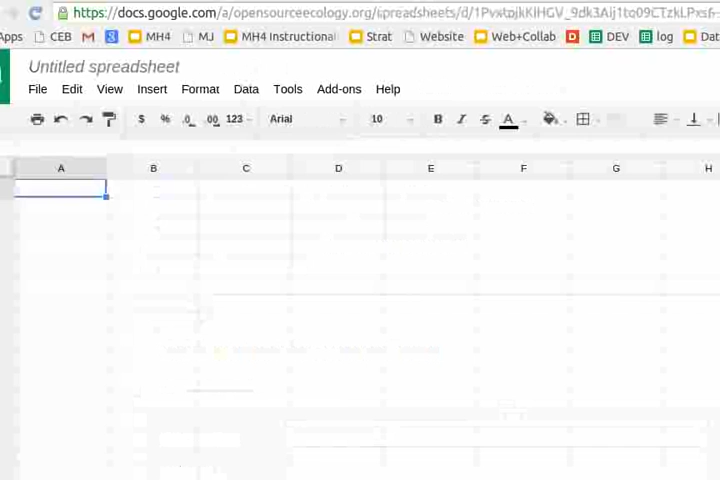 https://docs.google.com/a/opensourceecology.org/spreadsheets/d/
Apps CEB MH4 MJ MH4 Instructional Strat Website Web+Collab DEV log Dat
Untitled spreadsheet
File Edit View Insert Format Data Tools Add-ons Help
$ % .0 .00 123 Arial 10 B I S A
A B C D E F G H